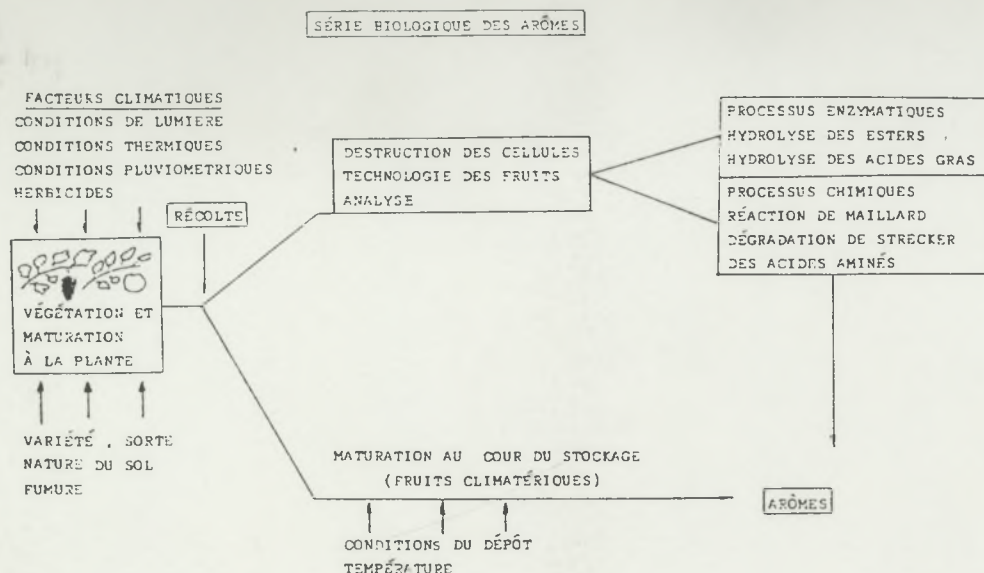 SÉRIE BIOLOGIQUE DES ARÔMES
FACTEURS CLIMATIQUES
CONDITIONS DE LUMIERE
CONDITIONS THERMIQUES
CONDITIONS PLUVIOMETRIQUES
HERBICIDES
RÉCOLTE
VÉGÉTATION ET
MATURATION
À LA PLANTE
VARIÉTÉ , SORTE
NATURE DU SOL
FUMURE
DESTRUCTION DES CELLULES
TECHNOLOGIE DES FRUITS
ANALYSE
PROCESSUS ENZYMATIQUES
HYDROLYSE DES ESTERS
HYDROLYSE DES ACIDES GRAS
PROCESSUS CHIMIQUES
RÉACTION DE MAILLARD
DÉGRADATION DE STRECKER
DES ACIDES AMINÉS
MATURATION AU COUR DU STOCKAGE
(FRUITS CLIMATÉRIQUES)
CONDITIONS DU DÉPÔT
TEMPÉRATURE
ARÔMES